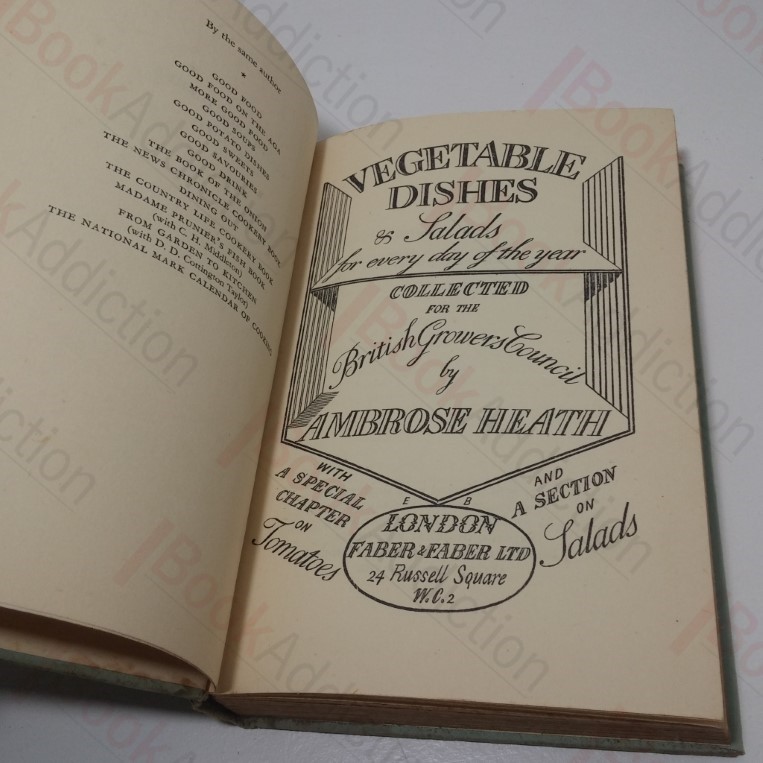 By the same author
*
GOOD FOOD
GOOD FOOD ON THE AGA
MORE GOOD FOOD
GOOD SOUPS
GOOD POTATO DISHES
GOOD SWEETS
GOOD SAVOURIES
GOOD DRINK
THE BOOK OF THE ONION
THE NEWS CHRONICLE COOKERY BOOK
DINING OUT
THE COUNTRY LIFE COOKERY BOOK
MADAME PRUNIER'S FISH BOOK
FROM GARDEN TO KITCHEN
(with C. H. Middleton)
(with D. D. Cottington Taylor)
THE NATIONAL MARK CALENDAR OF COOKING
VEGETABLE
DISHES
& Salads
for every day of the year
COLLECTED
FOR THE
British Growers Council
by
AMBROSE HEATH
WITH
A SPECIAL
CHAPTER
ON
Tomatoes
AND
A SECTION
ON
Salads
E B
LONDON
FABER & FABER LTD
24 Russell Square
W.C.2
BookAddiction